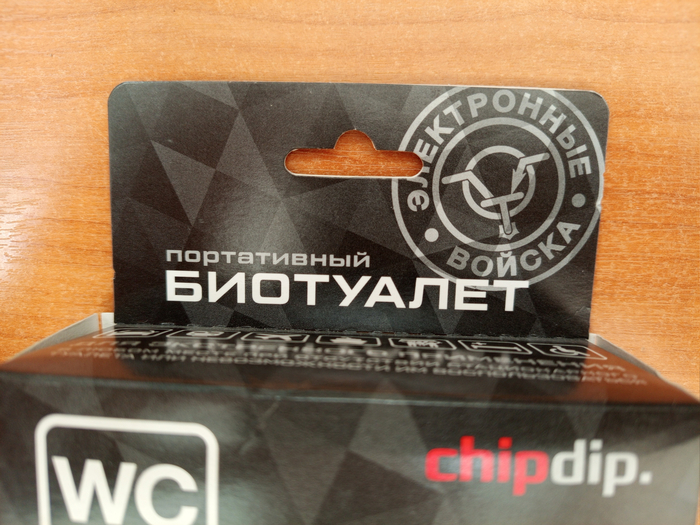 ЭЛЕКТРОННЫЕ
ВОЙСКА
портативный
БИОТУАЛЕТ
WC
chipdip.